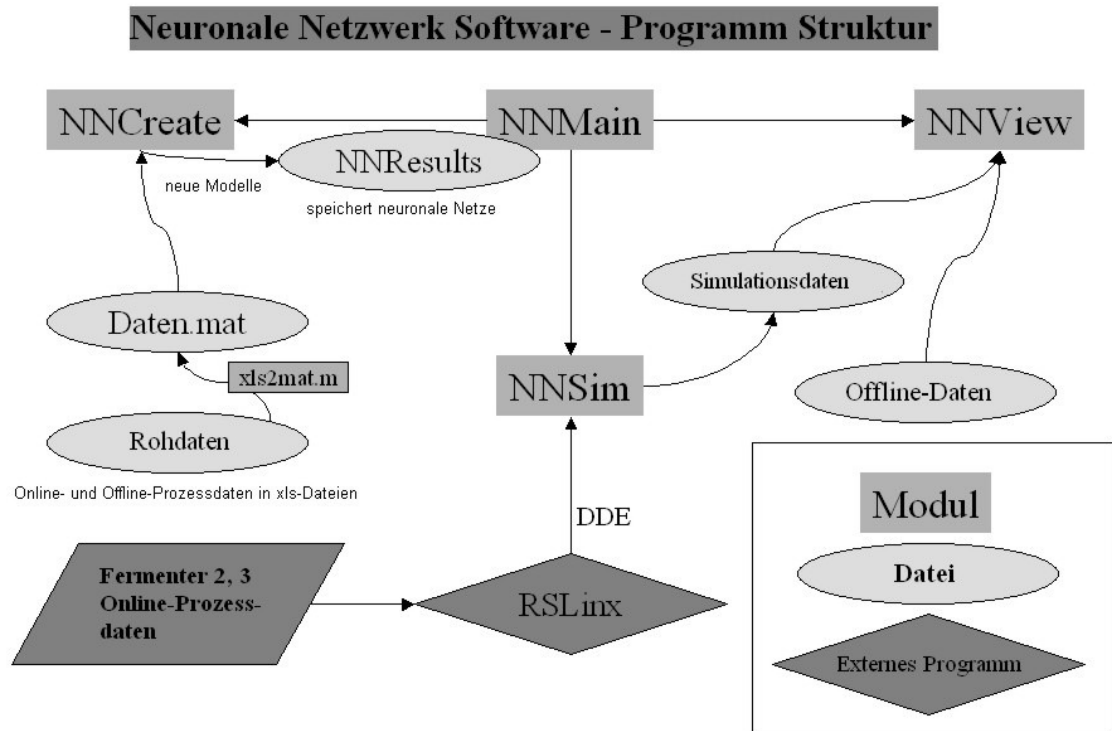 Neuronale Netzwerk Software - Programm Struktur
NNCreate
NNMain
NNView
NNResults
neue Modelle
speichert neuronale Netze
Simulationsdaten
Daten.mat
xls2mat.m
NNSim
Offline-Daten
Rohdaten
Online- und Offline-Prozessdaten in xls-Dateien
DDE
Modul
Fermenter 2, 3
Online-Prozess-
daten
RSLinx
Datei
Externes Programm